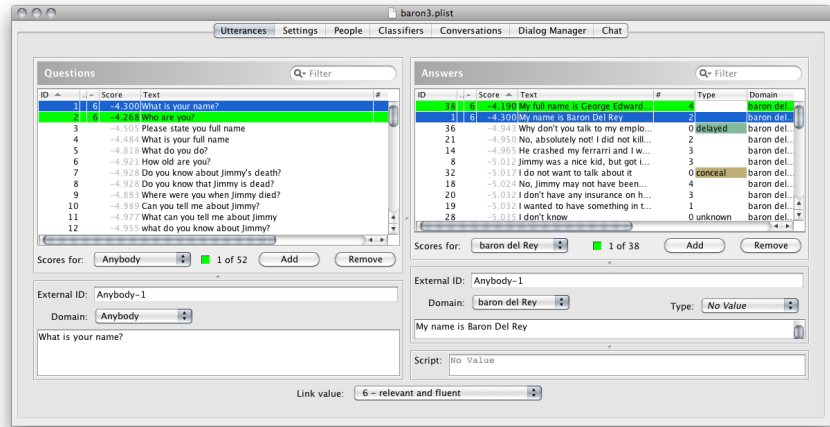 baron3.plist
Utterances Settings People Classifiers Conversations Dialog Manager Chat
Questions
Filter
ID .. - Score Text #
1 6 -4.300 What is your name?
2 6 -4.268 Who are you?
3 -4.505 Please state you full name
4 -4.484 What is your full name
5 -4.818 What do you do?
6 -4.921 How old are you?
7 -4.928 Do you know about Jimmy's death?
8 -4.928 Do you know that Jimmy is dead?
9 -4.883 Where were you when Jimmy died?
10 -4.989 Can you tell me about Jimmy?
11 -4.977 What can you tell me about Jimmy
12 -4.955 what do you know about Jimmy?
Scores for: Anybody 1 of 52 Add Remove
External ID: Anybody-1
Domain: Anybody
What is your name?
Answers
Filter
ID .. - Score Text # Type Domain
38 6 -4.190 My full name is George Edward... 4 baron del...
1 6 -4.300 My name is Baron Del Rey 2 baron del...
36 -4.943 Why don't you talk to my emplo... 0 delayed baron del...
21 -4.950 No, absolutely not! I did not kill... 2 baron del...
14 -4.965 He crashed my ferrarri and I w... 3 baron del...
8 -5.012 Jimmy was a nice kid, but got i... 3 baron del...
32 -5.017 I do not want to talk about it 0 conceal baron del...
18 -5.024 No, Jimmy may not have been... 4 baron del...
20 -5.032 I don't have any insurance on h... 3 baron del...
19 -5.032 I wanted to have something in t... 1 baron del...
28 -5.035 I don't know 0 unknown baron del...
Scores for: baron del Rey 1 of 38 Add Remove
External ID: Anybody-1
Domain: baron del Rey Type: No Value
My name is Baron Del Rey
Script: No Value
Link value: 6 - relevant and fluent